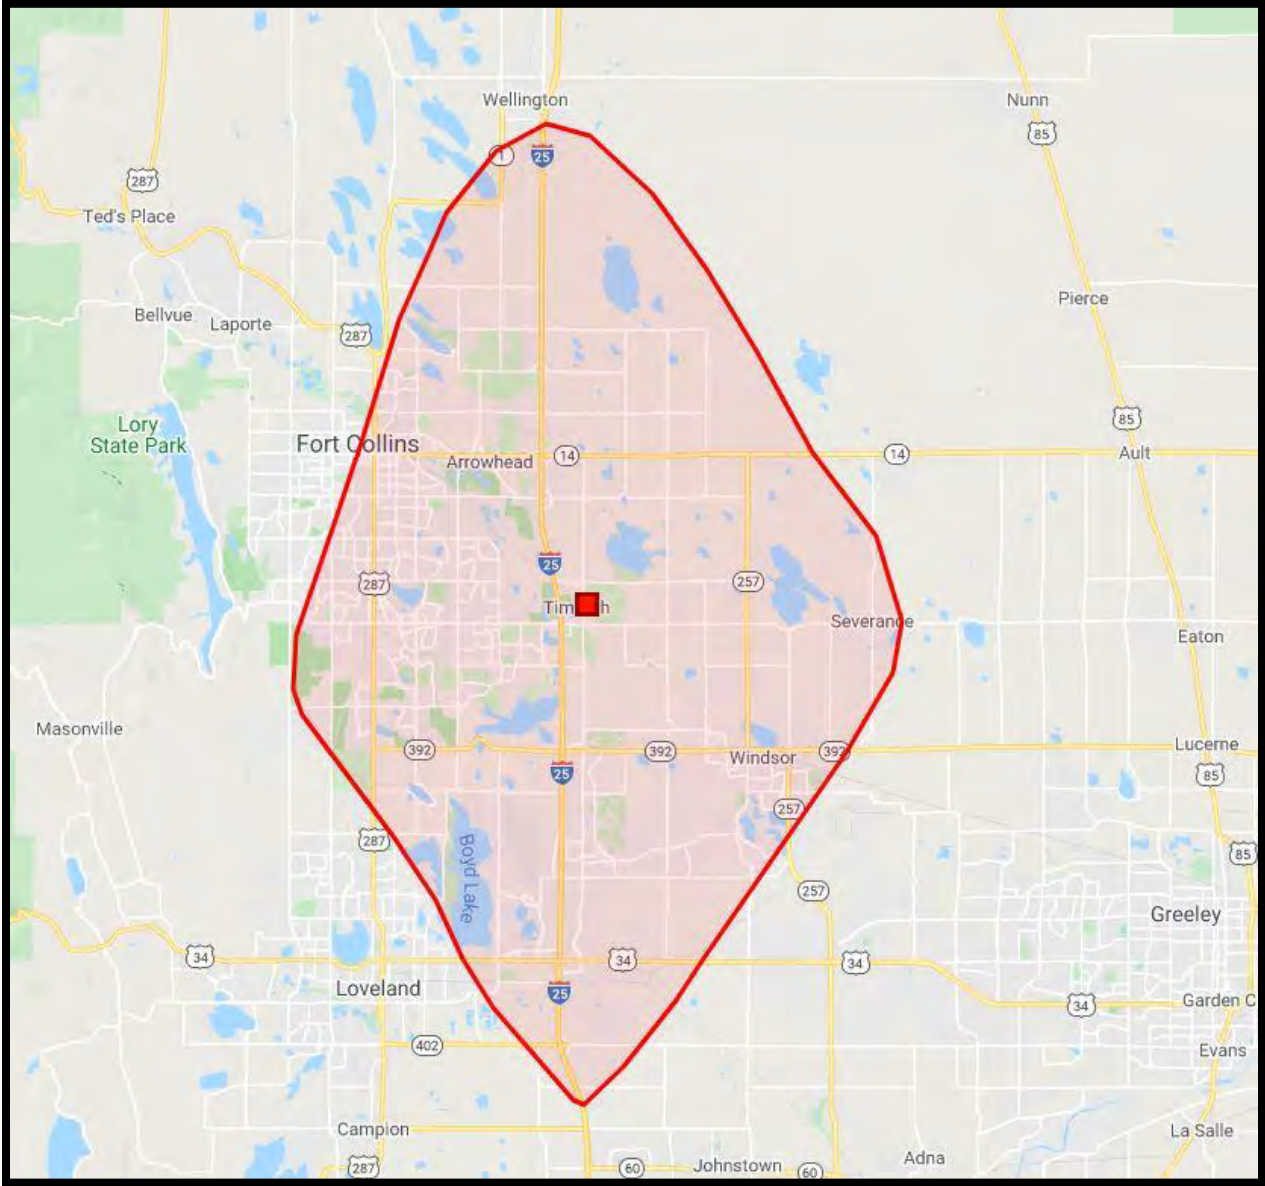 Wellington
Nunn
85
1
25
287
Ted's Place
Pierce
Bellvue
Laporte
287
85
Lory
State Park
Fort Collins
Arrowhead
14
14
Ault
25
287
257
Severance
Eaton
Masonville
392
392
Windsor
392
Lucerne
25
85
257
287
Boyd Lake
85
257
Greeley
34
34
34
Loveland
25
34
Garden C
402
Evans
Campion
La Salle
287
60
Johnstown
60
Adna